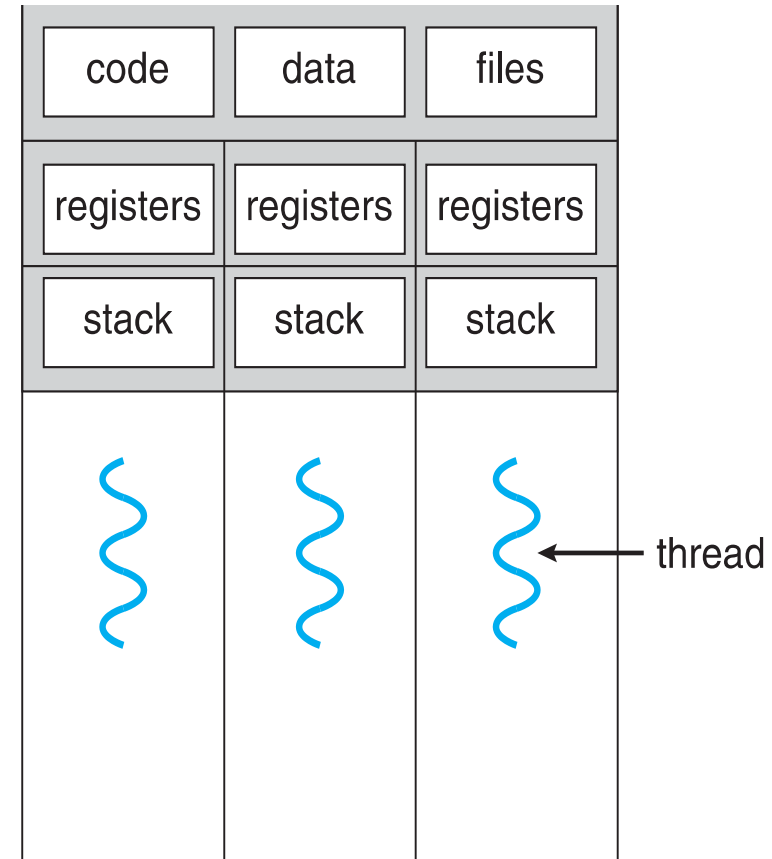 code data files
registers registers registers
stack stack stack
thread